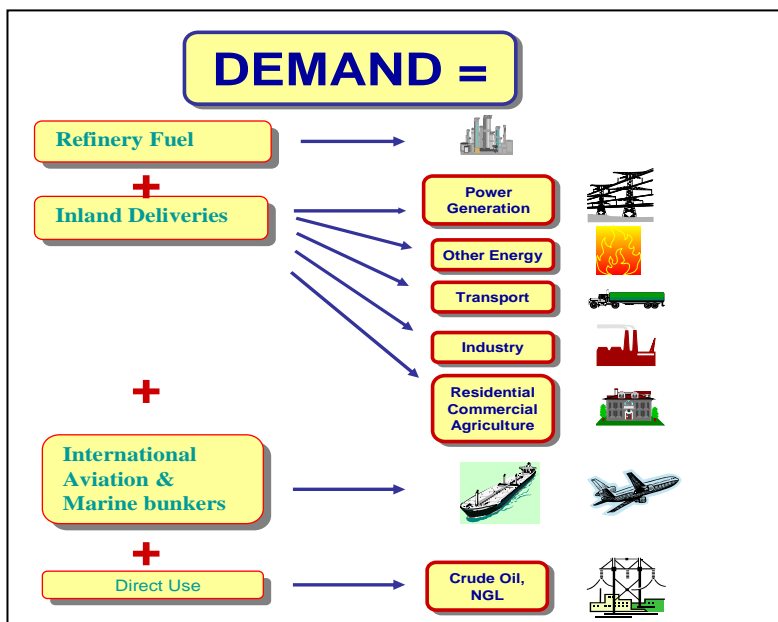 DEMAND =
Refinery Fuel
+
Inland Deliveries
Power
Generation
Other Energy
Transport
Industry
Residential
Commercial
Agriculture
+
International
Aviation &
Marine bunkers
+
Direct Use
Crude Oil,
NGL